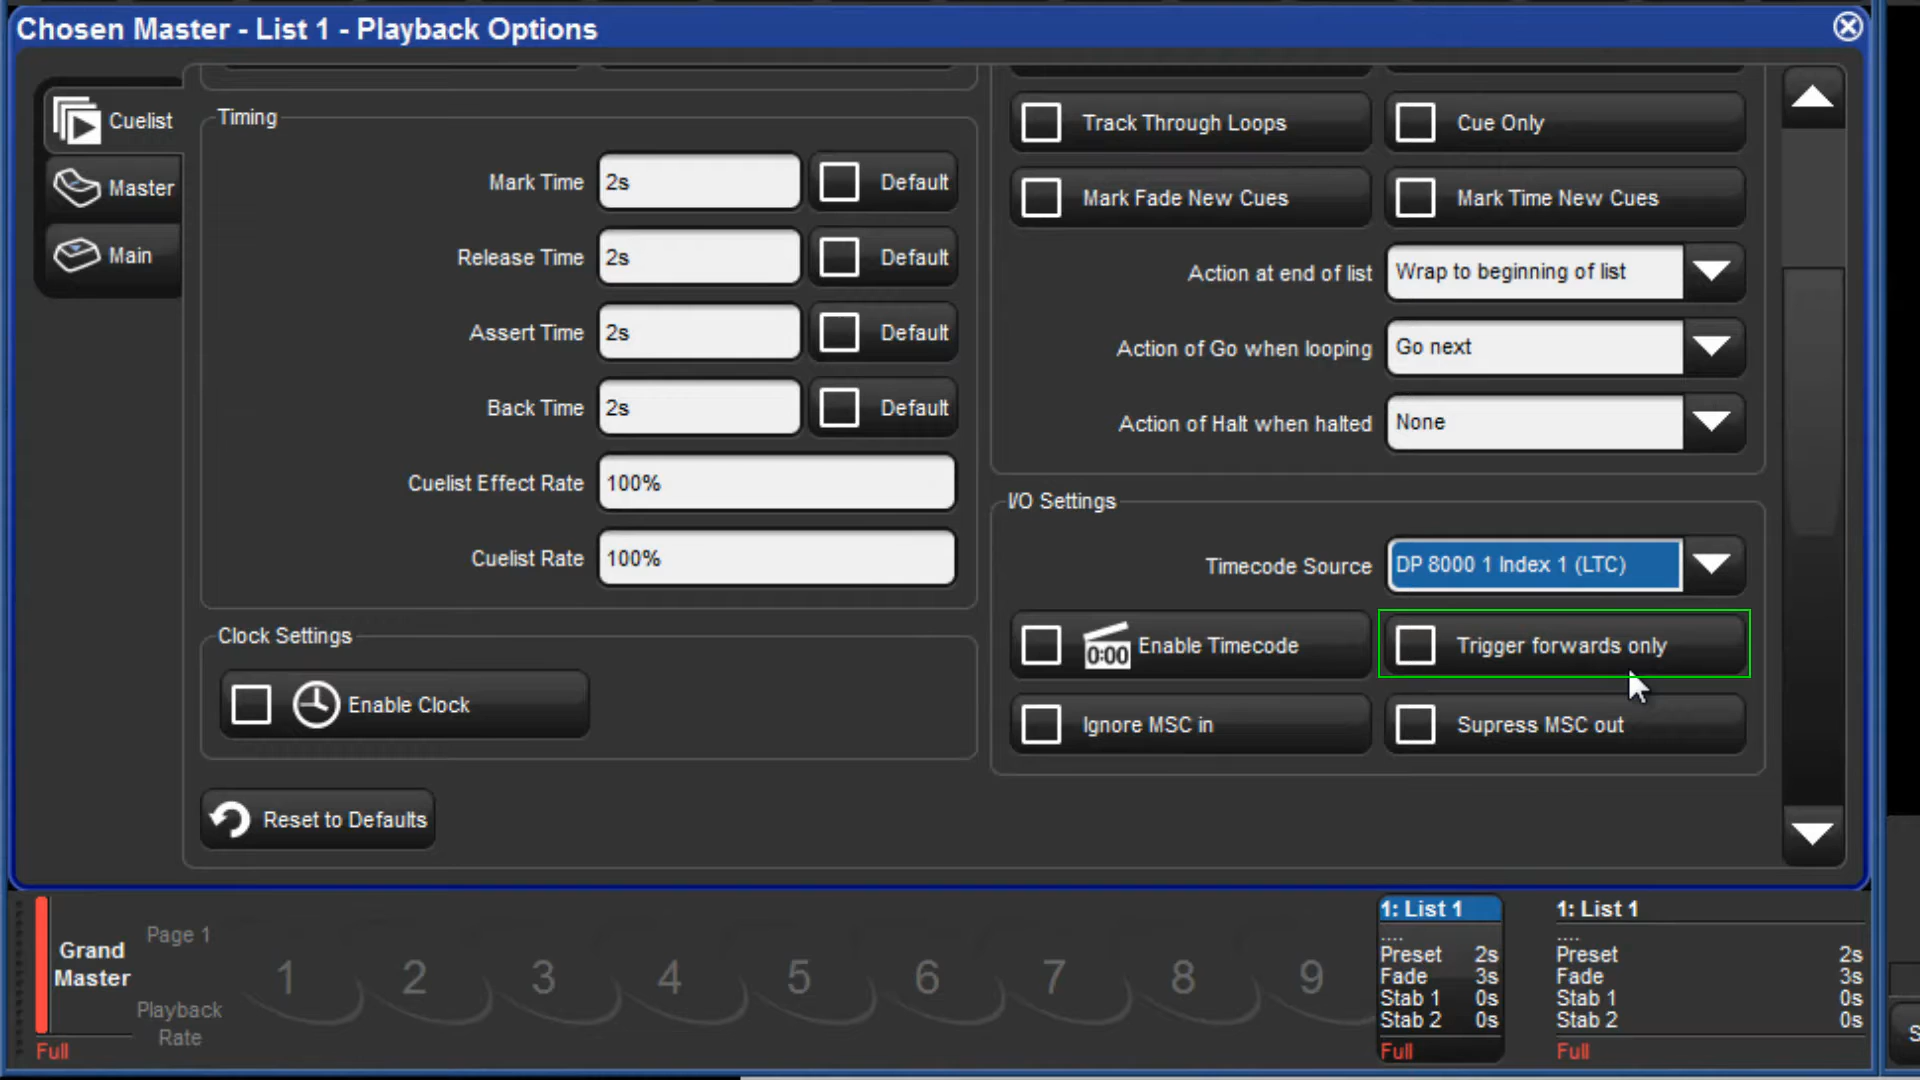 Chosen Master - List 1 - Playback Options
Cuelist
Master
Main
Timing
Mark Time 2s Default
Release Time 2s Default
Assert Time 2s Default
Back Time 2s Default
Cuelist Effect Rate 100%
Cuelist Rate 100%
Clock Settings
Enable Clock
Reset to Defaults
Track Through Loops Cue Only
Mark Fade New Cues Mark Time New Cues
Action at end of list Wrap to beginning of list
Action of Go when looping Go next
Action of Halt when halted None
I/O Settings
Timecode Source DP 8000 1 Index 1 (LTC)
0:00 Enable Timecode Trigger forwards only
Ignore MSC in Supress MSC out
Grand
Master
Full
Page 1
Playback
Rate
1 2 3 4 5 6 7 8 9
1: List 1
....
Preset 2s
Fade 3s
Stab 1 0s
Stab 2 0s
Full
1: List 1
....
Preset 2s
Fade 3s
Stab 1 0s
Stab 2 0s
Full